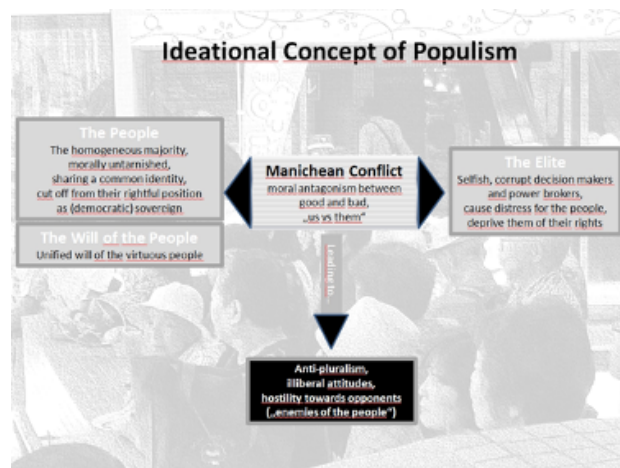 Ideational Concept of Populism
The People
The homogeneous majority,
morally untarnished,
sharing a common identity,
cut off from their rightful position
as (democratic) sovereign
The Will of the People
Unified will of the virtuous people
Manichean Conflict
moral antagonism between
good and bad,
„us vs them“
The Elite
Selfish, corrupt decision makers
and power brokers,
cause distress for the people,
deprive them of their rights
Leading to...
Anti-pluralism,
illiberal attitudes,
hostility towards opponents
(„enemies of the people“)